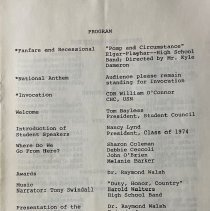 PROGRAM
*Fanfare and Recessional "Pomp and Circumstance"
Elgar-Flagher--High School
Band; Directed by Mr. Kyle
Dameron
*National Anthem Audience please remain
standing for Invocation
*Invocation CDR William O'Connor
CHC, USN
Welcome Tom Bayless
President, Student Council
Introduction of Nancy Lynd
Student Speakers President, Class of 1974
Where Do We Sharon Coleman
Go From Here? Debbie
John O'Brien
Melanie Barker
Awards Dr. Raymond Walsh
Music "Duty, Honor, Country"
Narrator: Tony Swindall Harold Walters
High School Band
Presentation of the Dr. Raymond Walsh